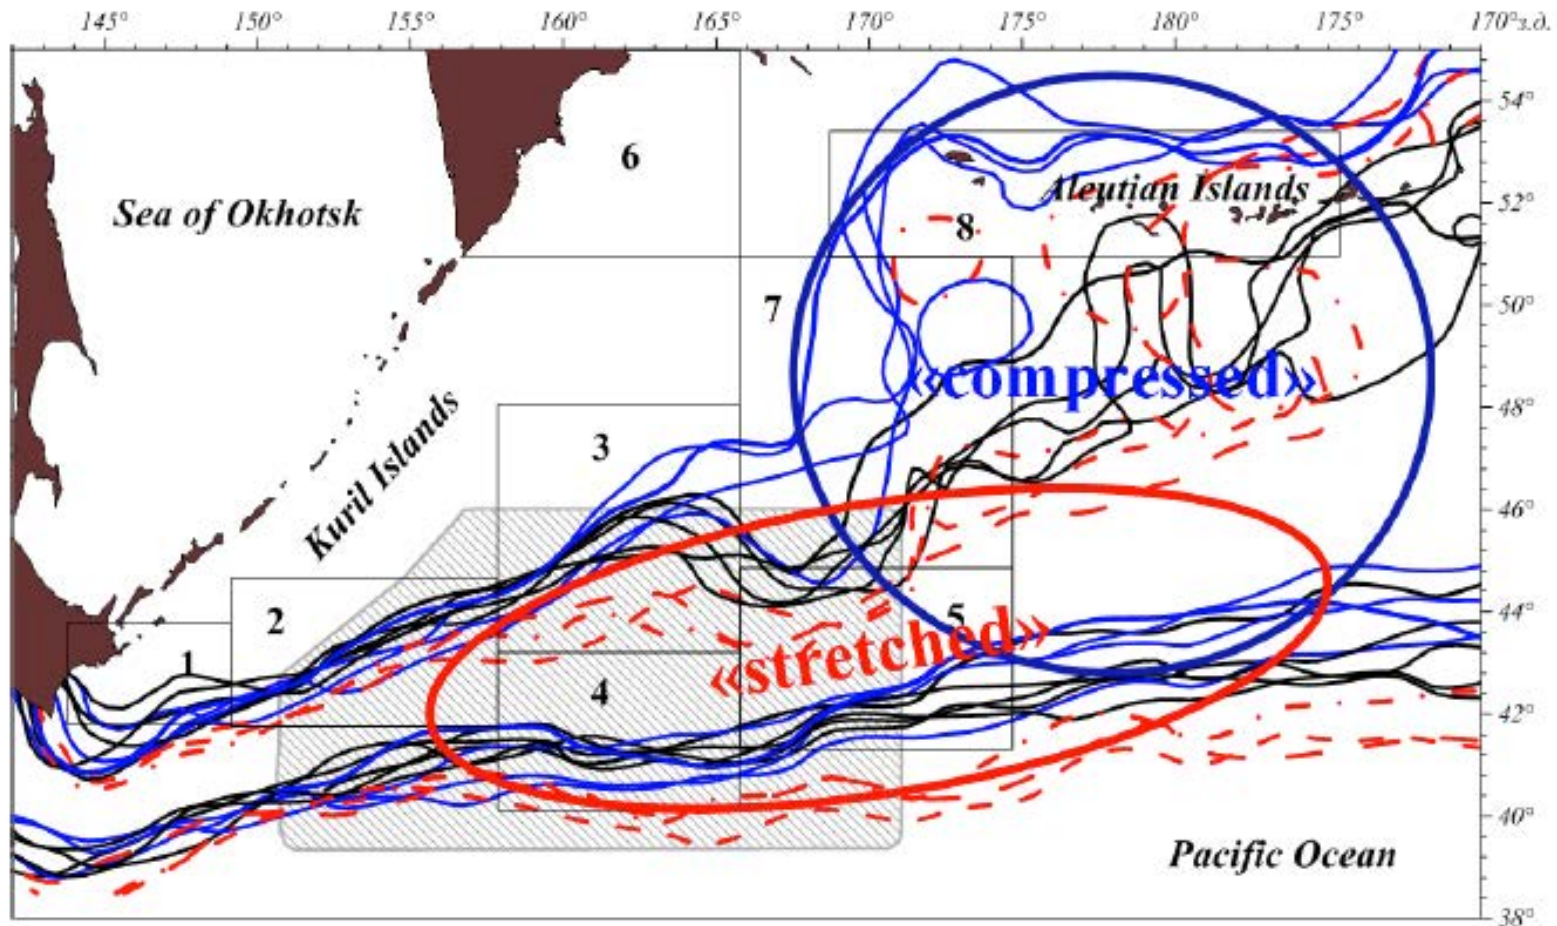 145° 150° 155° 160° 165° 170° 175° 180° 175° 170°з.д.
54°
6
Aleutian Islands
52°
Sea of Okhotsk
8
7
50°
«compressed»
48°
3
Kuril Islands
46°
2
5
44°
«stretched»
1
4
42°
40°
Pacific Ocean
38°